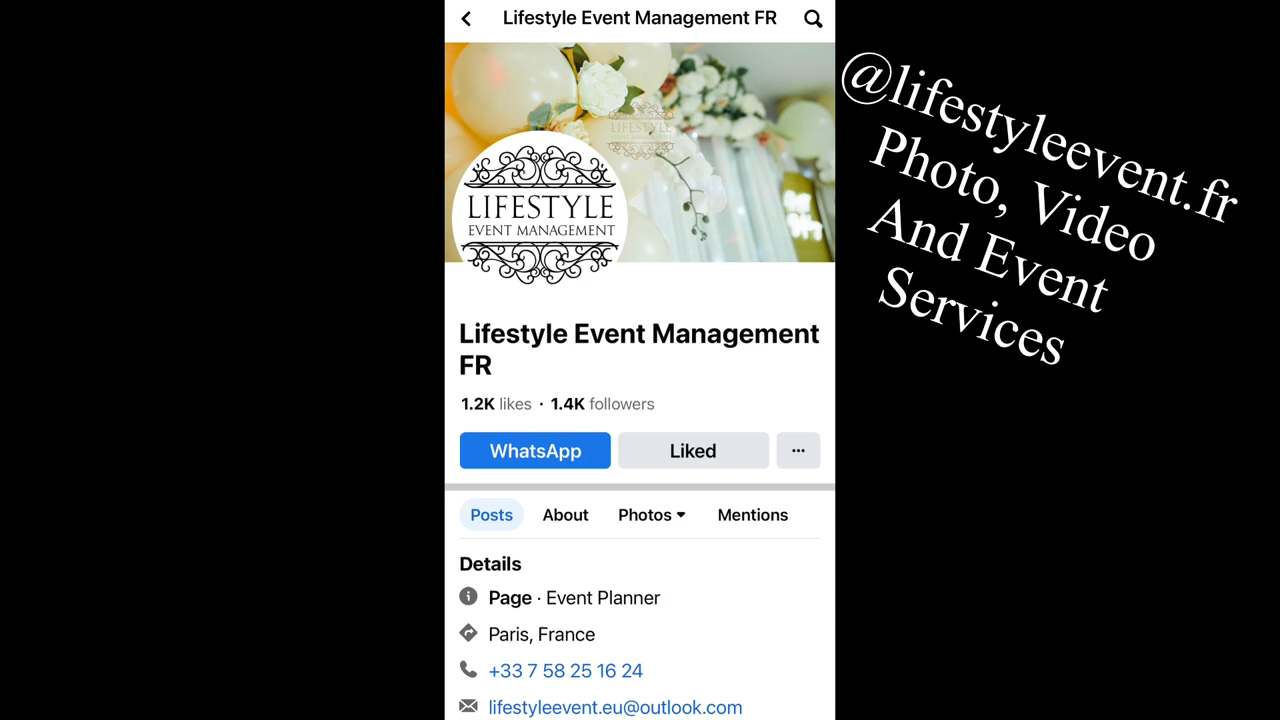 Lifestyle Event Management FR
LIFESTYLE
LIFESTYLE
EVENT MANAGEMENT
Lifestyle Event Management
FR
1.2K likes · 1.4K followers
WhatsApp
Liked
Posts
About
Photos
Mentions
Details
Page · Event Planner
Paris, France
+33 7 58 25 16 24
lifestyleevent.eu@outlook.com
@lifestyleevent.fr
Photo, Video
And Event
Services